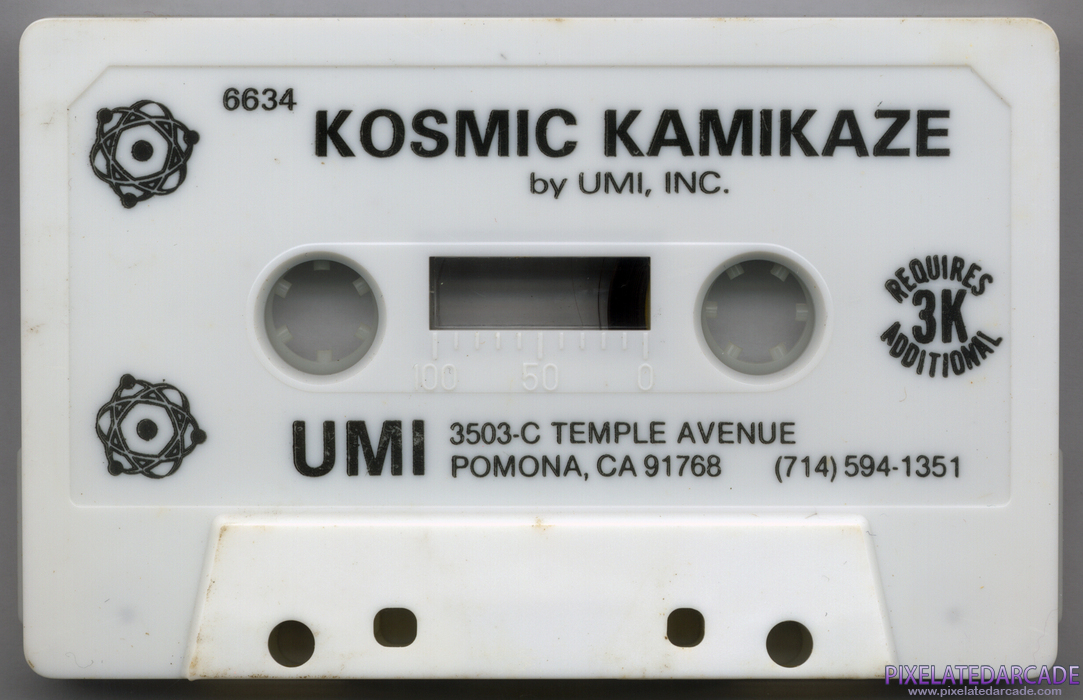 6634
KOSMIC KAMIKAZE
by UMI, INC.
REQUIRES
3K
ADDITIONAL
100 50 0
UMI
3503-C TEMPLE AVENUE
POMONA, CA 91768 (714) 594-1351
PIXELATEDARCADE
www.pixelatedarcade.com